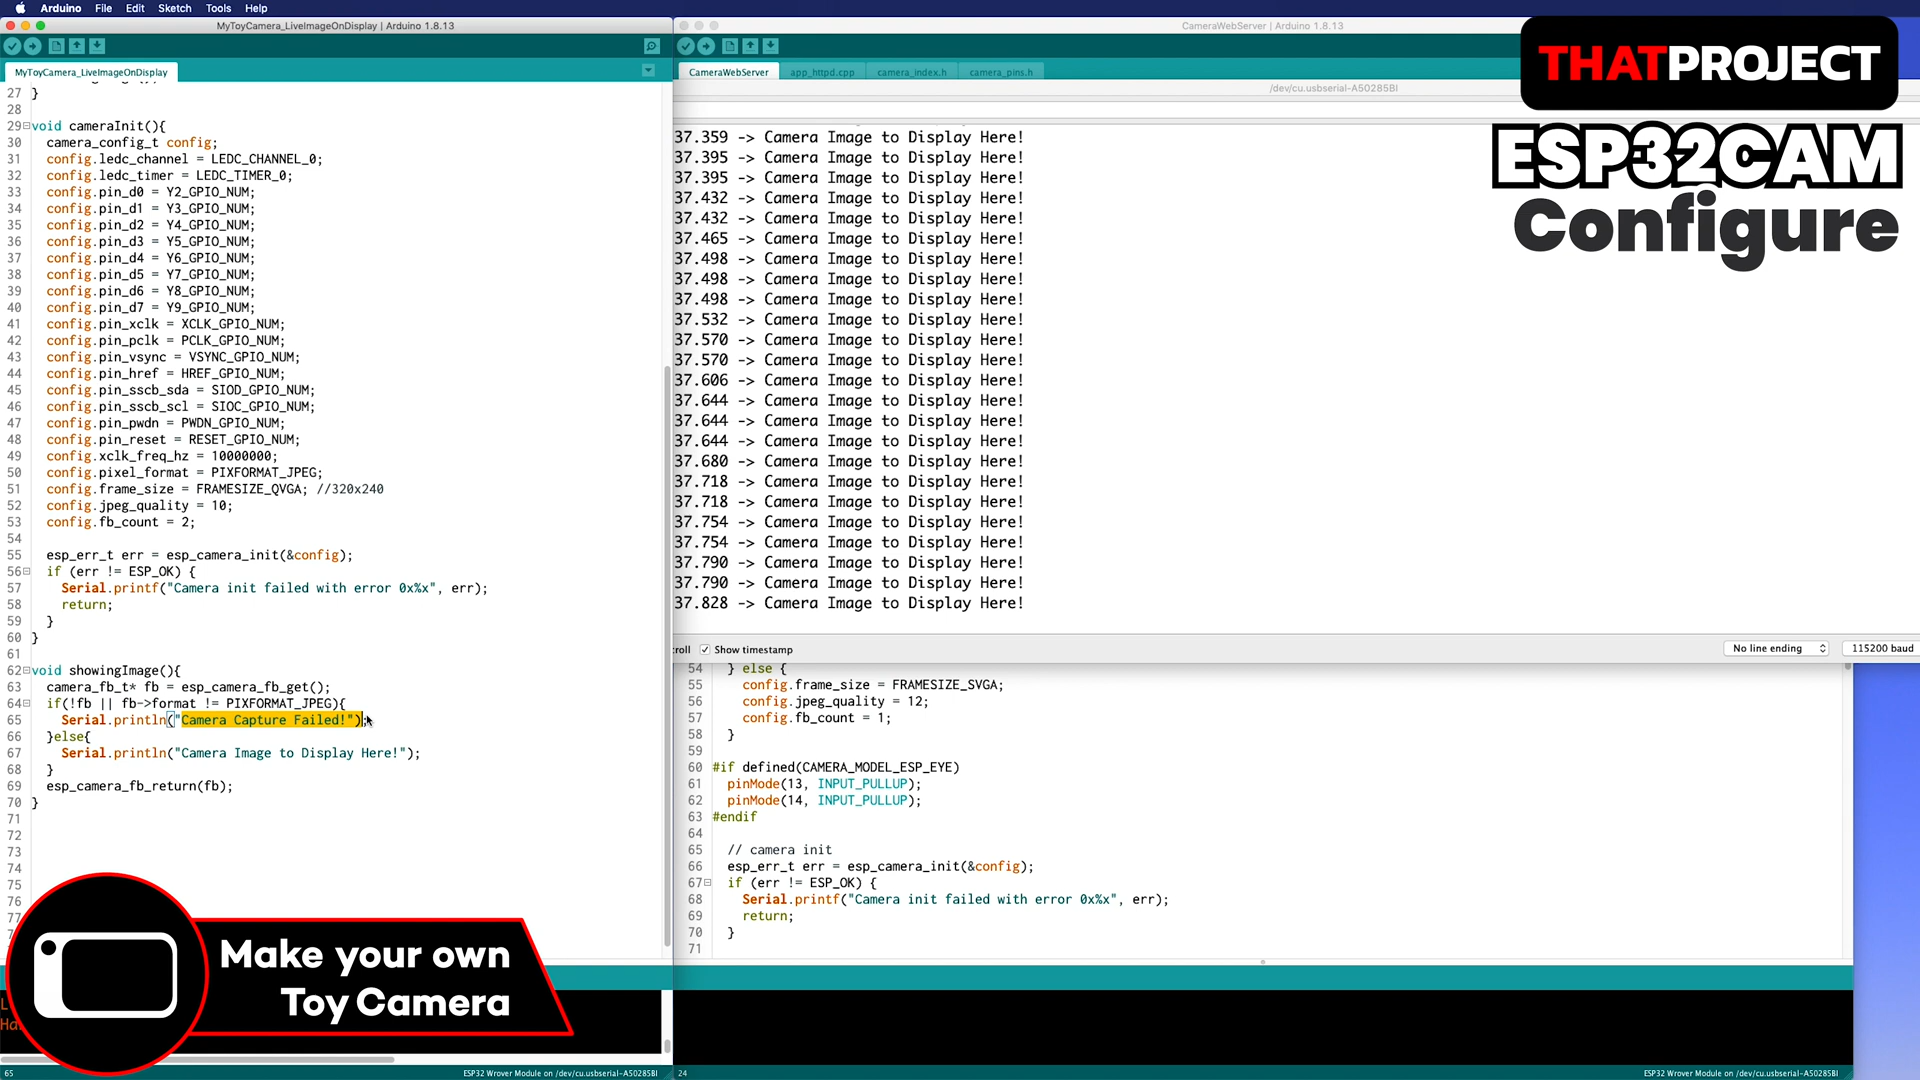 Arduino File Edit Sketch Tools Help
MyToyCamera_LiveImageOnDisplay | Arduino 1.8.13
MyToyCamera_LiveImageOnDisplay
27 }
28
29 void cameraInit(){
30 camera_config_t config;
31 config.ledc_channel = LEDC_CHANNEL_0;
32 config.ledc_timer = LEDC_TIMER_0;
33 config.pin_d0 = Y2_GPIO_NUM;
34 config.pin_d1 = Y3_GPIO_NUM;
35 config.pin_d2 = Y4_GPIO_NUM;
36 config.pin_d3 = Y5_GPIO_NUM;
37 config.pin_d4 = Y6_GPIO_NUM;
38 config.pin_d5 = Y7_GPIO_NUM;
39 config.pin_d6 = Y8_GPIO_NUM;
40 config.pin_d7 = Y9_GPIO_NUM;
41 config.pin_xclk = XCLK_GPIO_NUM;
42 config.pin_pclk = PCLK_GPIO_NUM;
43 config.pin_vsync = VSYNC_GPIO_NUM;
44 config.pin_href = HREF_GPIO_NUM;
45 config.pin_sscb_sda = SIOD_GPIO_NUM;
46 config.pin_sscb_scl = SIOC_GPIO_NUM;
47 config.pin_pwdn = PWDN_GPIO_NUM;
48 config.pin_reset = RESET_GPIO_NUM;
49 config.xclk_freq_hz = 10000000;
50 config.pixel_format = PIXFORMAT_JPEG;
51 config.frame_size = FRAMESIZE_QVGA; //320x240
52 config.jpeg_quality = 10;
53 config.fb_count = 2;
54
55 esp_err_t err = esp_camera_init(&config);
56 if (err != ESP_OK) {
57 Serial.printf("Camera init failed with error 0x%x", err);
58 return;
59 }
60 }
61
62 void showingImage(){
63 camera_fb_t* fb = esp_camera_fb_get();
64 if(!fb || fb->format != PIXFORMAT_JPEG){
65 Serial.println("Camera Capture Failed!");
66 }else{
67 Serial.println("Camera Image to Display Here!");
68 }
69 esp_camera_fb_return(fb);
70 }
71
72
73
74
75
Make your own
Toy Camera
65
ESP32 Wrover Module on /dev/cu.usbserial-A50285BI
CameraWebServer | Arduino 1.8.13
CameraWebServer app_httpd.cpp camera_index.h camera_pins.h
/dev/cu.usbserial-A50285BI
37.359 -> Camera Image to Display Here!
37.395 -> Camera Image to Display Here!
37.395 -> Camera Image to Display Here!
37.432 -> Camera Image to Display Here!
37.432 -> Camera Image to Display Here!
37.465 -> Camera Image to Display Here!
37.498 -> Camera Image to Display Here!
37.498 -> Camera Image to Display Here!
37.498 -> Camera Image to Display Here!
37.532 -> Camera Image to Display Here!
37.570 -> Camera Image to Display Here!
37.570 -> Camera Image to Display Here!
37.606 -> Camera Image to Display Here!
37.644 -> Camera Image to Display Here!
37.644 -> Camera Image to Display Here!
37.644 -> Camera Image to Display Here!
37.680 -> Camera Image to Display Here!
37.718 -> Camera Image to Display Here!
37.718 -> Camera Image to Display Here!
37.754 -> Camera Image to Display Here!
37.754 -> Camera Image to Display Here!
37.790 -> Camera Image to Display Here!
37.790 -> Camera Image to Display Here!
37.828 -> Camera Image to Display Here!
croll Show timestamp No line ending 115200 baud
54 } else {
55 config.frame_size = FRAMESIZE_SVGA;
56 config.jpeg_quality = 12;
57 config.fb_count = 1;
58 }
59
60 #if defined(CAMERA_MODEL_ESP_EYE)
61 pinMode(13, INPUT_PULLUP);
62 pinMode(14, INPUT_PULLUP);
63 #endif
64
65 // camera init
66 esp_err_t err = esp_camera_init(&config);
67 if (err != ESP_OK) {
68 Serial.printf("Camera init failed with error 0x%x", err);
69 return;
70 }
71
24
ESP32 Wrover Module on /dev/cu.usbserial-A50285BI
THATPROJECT
ESP32CAM
Configure